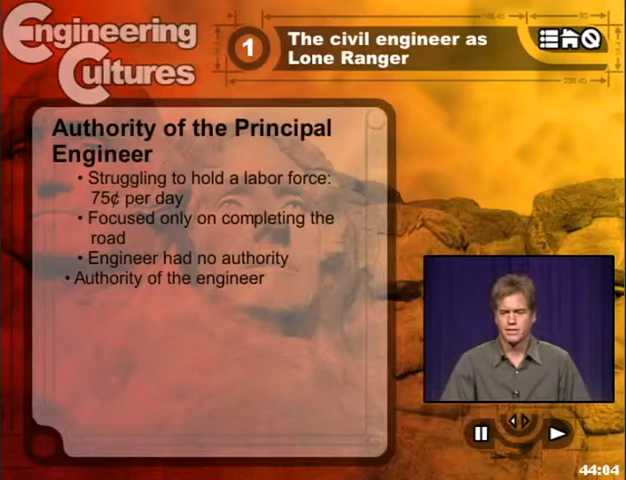 Engineering
Cultures
1
The civil engineer as
Lone Ranger
Authority of the Principal
Engineer
• Struggling to hold a labor force:
75¢ per day
• Focused only on completing the
road
• Engineer had no authority
• Authority of the engineer
44:04